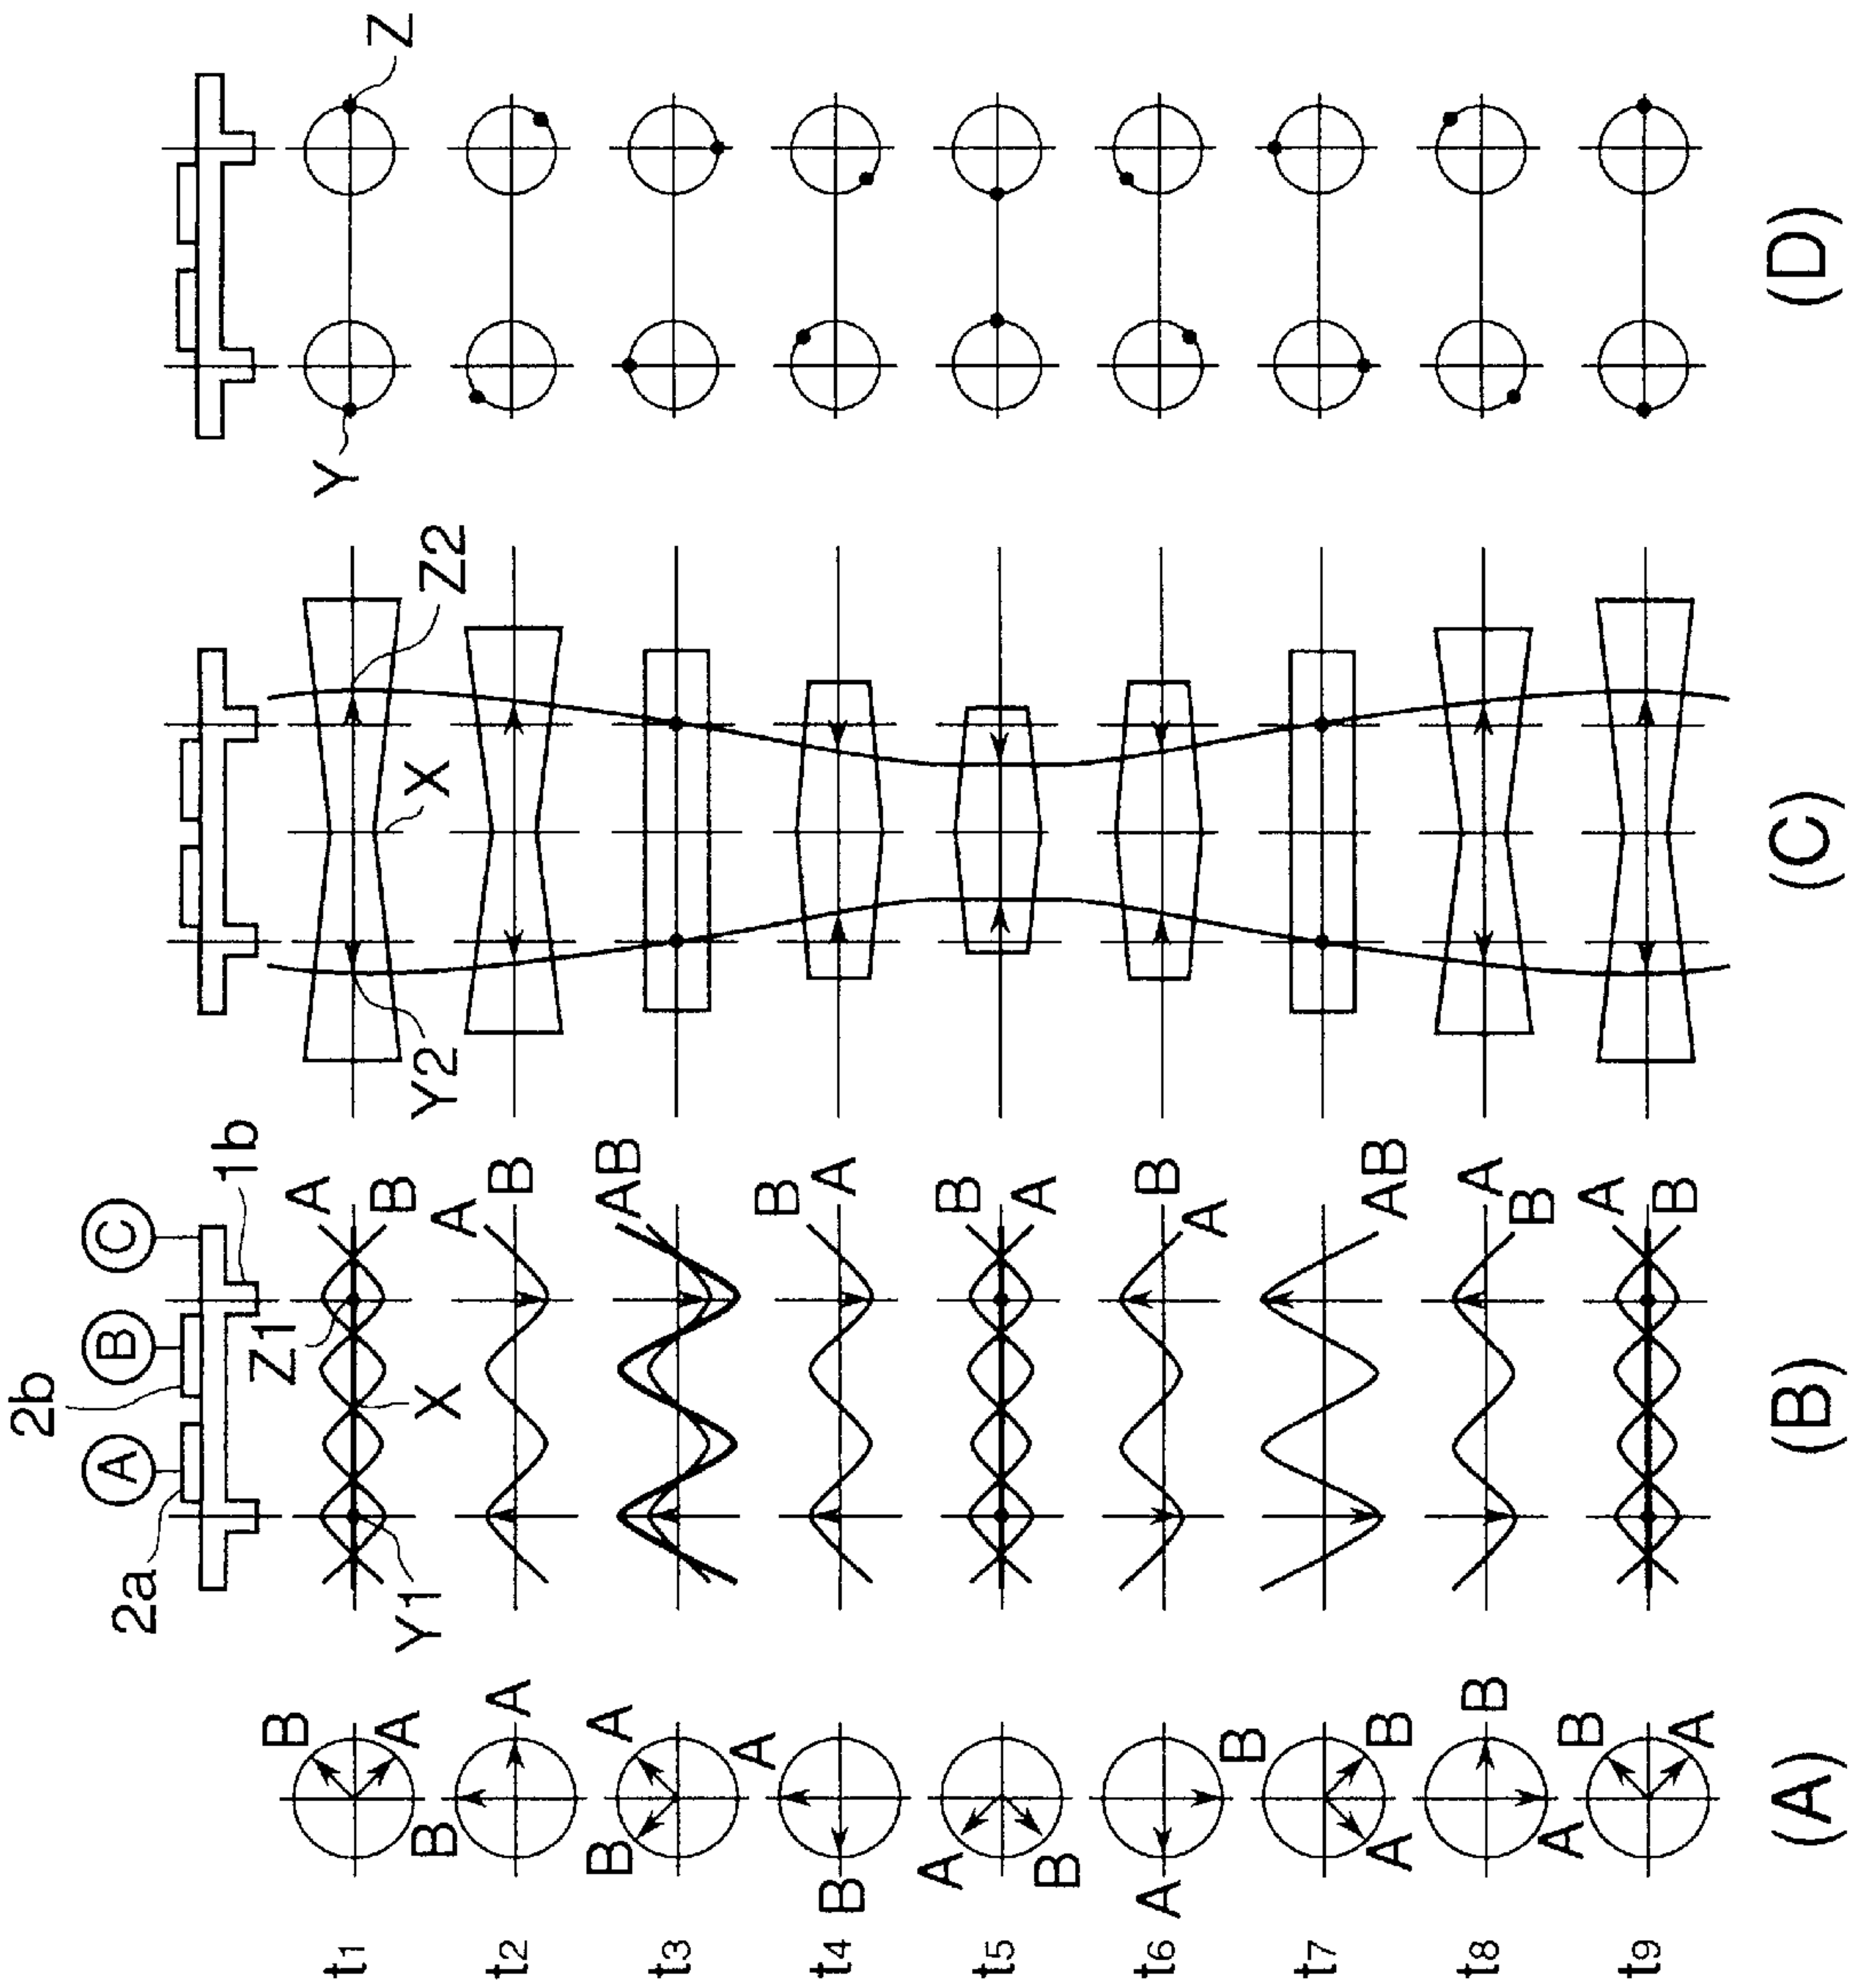 2b
A B C
2a 1b
t1 B A Y1 Z1 X A B Y2 X Z2 Y Z
t2 B A A B
t3 B A AB
t4 B A B A
t5 A B B A
t6 A B B A
t7 A B AB
t8 A B A B
t9 B A A B
(A) (B) (C) (D)